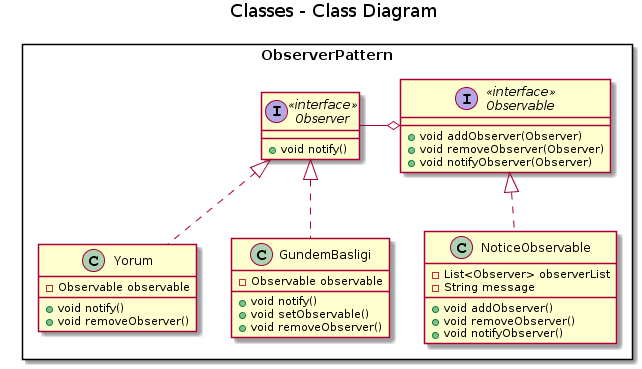 Classes - Class Diagram
ObserverPattern
I
«interface»
Observer
void notify()
I
«interface»
Observable
void addObserver(Observer)
void removeObserver(Observer)
void notifyObserver(Observer)
C Yorum
Observable observable
void notify()
void removeObserver()
C GundemBasligi
Observable observable
void notify()
void setObservable()
void removeObserver()
C NoticeObservable
List<Observer> observerList
String message
void addObserver()
void removeObserver()
void notifyObserver()